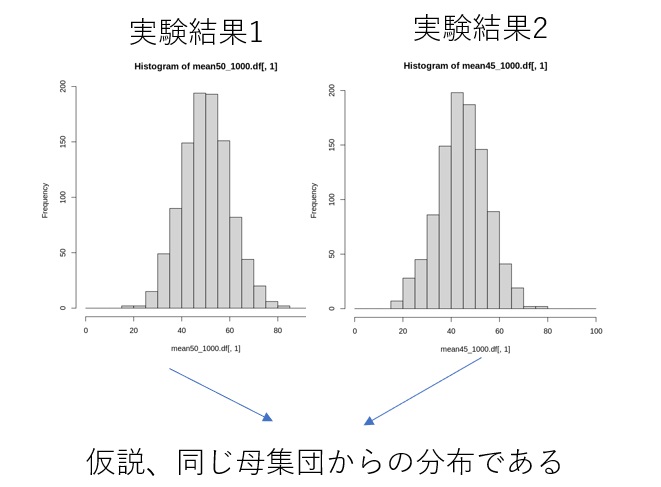 実験結果1
実験結果2
Histogram of mean50_1000.df[, 1]
Histogram of mean45_1000.df[, 1]
Frequency
0
50
100
150
200
0 20 40 60 80
mean50_1000.df[, 1]
Frequency
0
50
100
150
200
0 20 40 60 80 100
mean45_1000.df[, 1]
仮説、同じ母集団からの分布である